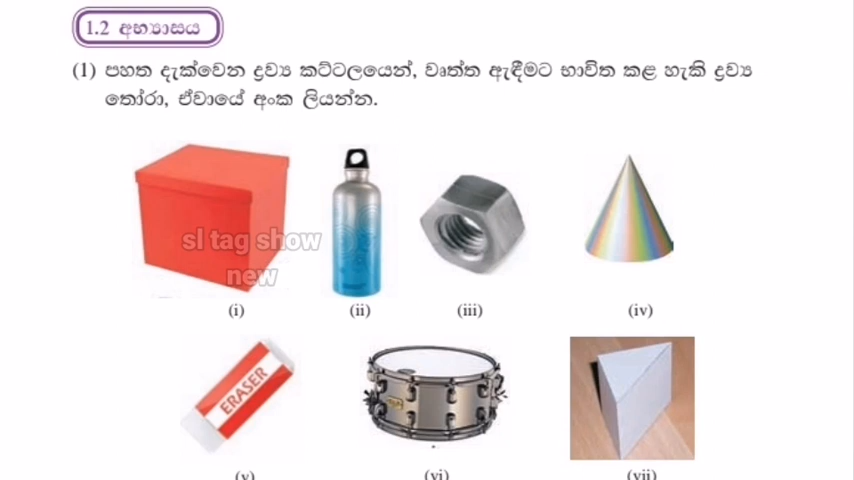 1.2 අභ්‍යාසය
(1) පහත දැක්වෙන ද්‍රව්‍ය කට්ටලයෙන්, වෘත්ත ඇඳීමට භාවිත කළ හැකි ද්‍රව්‍ය
තෝරා, ඒවායේ අංක ලියන්න.
sl tag show
new
(i) (ii) (iii) (iv)
ERASER
(v) (vi) (vii)